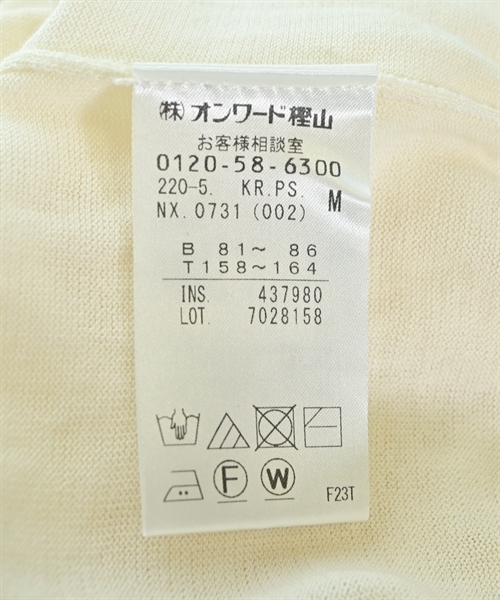 ㈱オンワード樫山
お客様相談室
0120-58-6300
220-5. KR.PS. M
NX. 0731 (002)
B 81～ 86
T 158～164
INS. 437980
LOT. 7028158
F
W
F23T